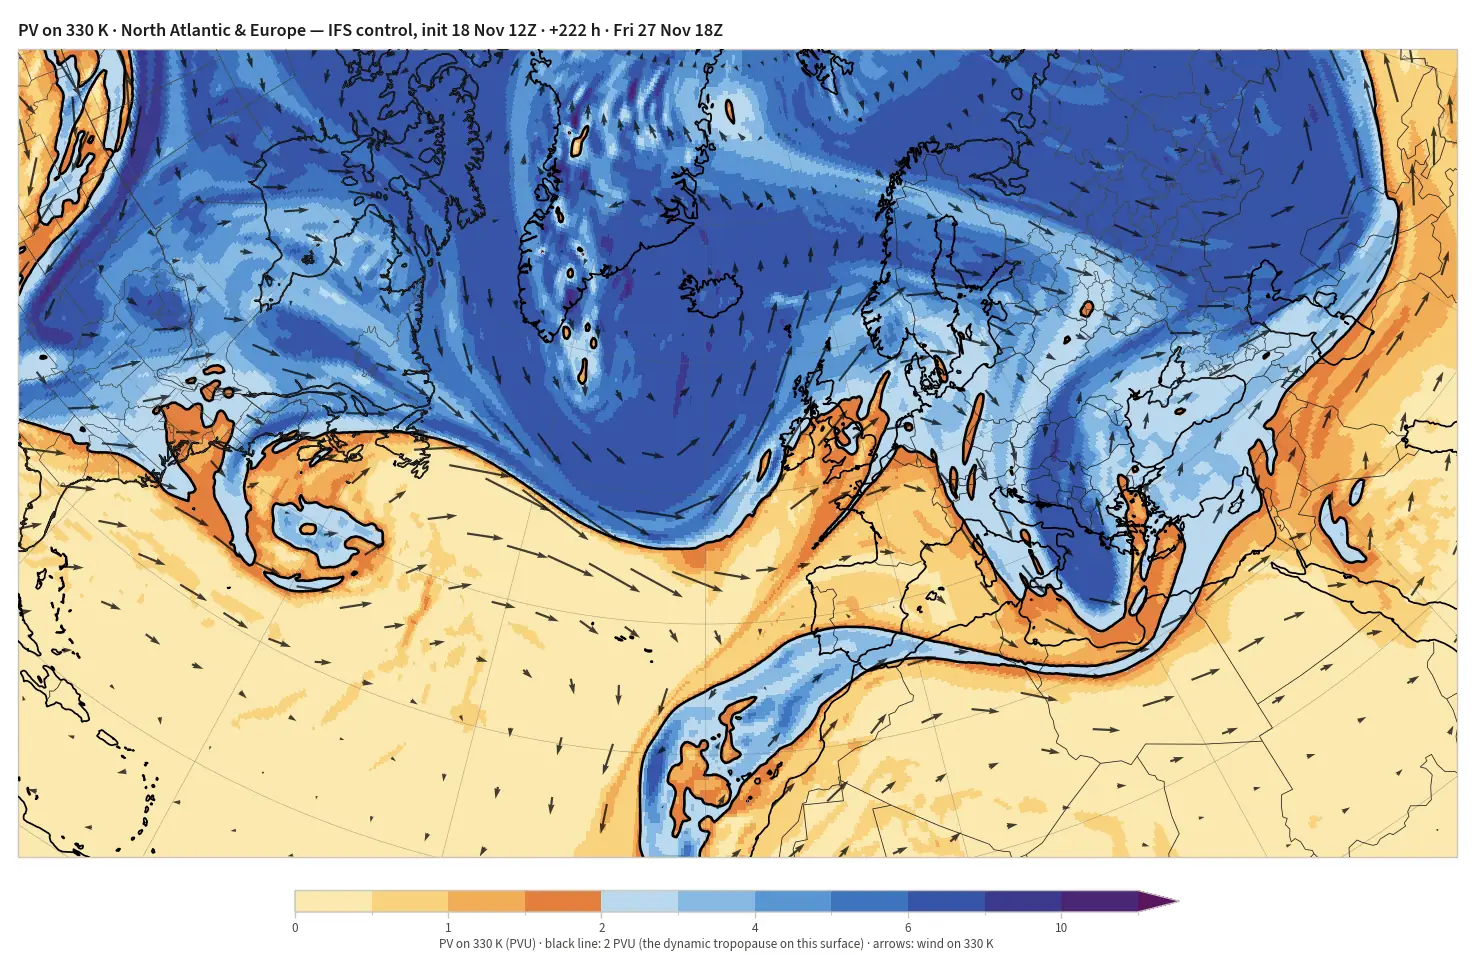 PV on 330 K · North Atlantic & Europe — IFS control, init 18 Nov 12Z · +222 h · Fri 27 Nov 18Z
0 1 2 4 6 10
PV on 330 K (PVU) · black line: 2 PVU (the dynamic tropopause on this surface) · arrows: wind on 330 K